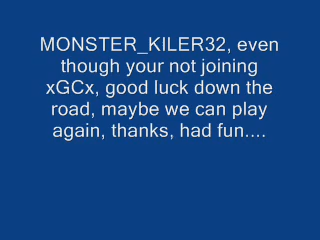 MONSTER_KILER32, even
though your not joining
xGCx, good luck down the
road, maybe we can play
again, thanks, had fun....